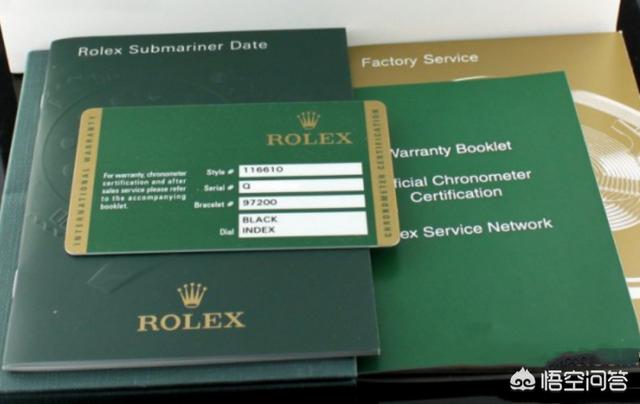 Rolex Submariner Date
Factory Service
INTERNATIONAL WARRANTY
ROLEX
CHRONOMETER CERTIFICATION
For warranty, chronometer
certification and after
sales service please refer
to the accompanying
booklet.
Style # 116610
Serial # Q
Bracelet # 97200
BLACK
Dial INDEX
arranty Booklet
ficial Chronometer
Certification
ex Service Network
ROLEX
悟空问答